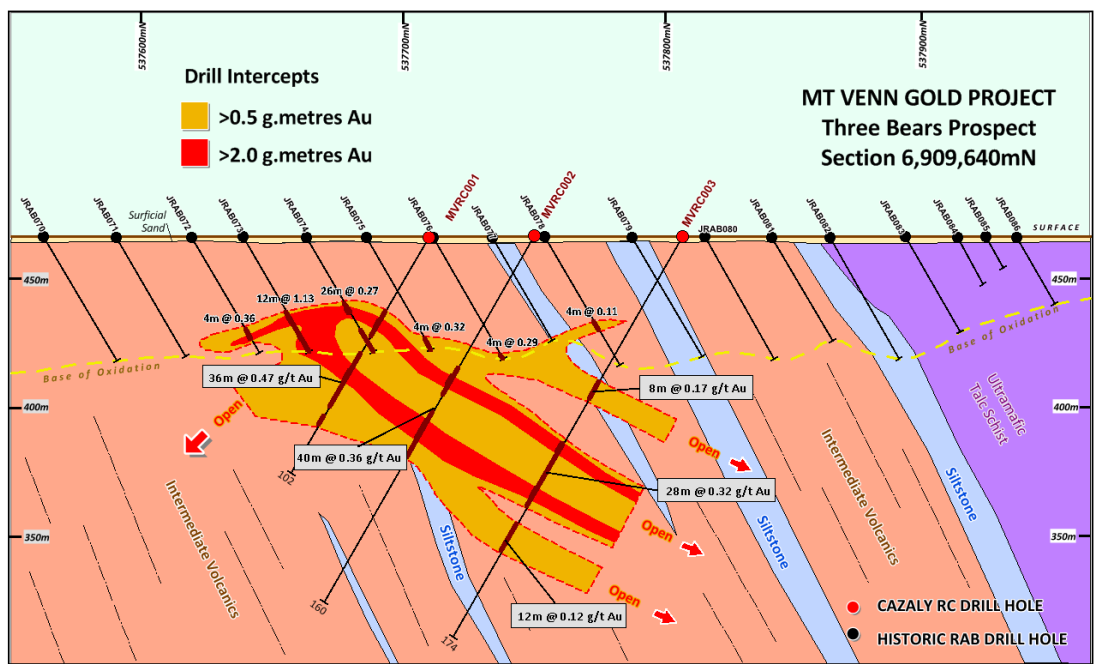 537600mN
537700mN
537800mN
537900mN
Drill Intercepts
>0.5 g.metres Au
>2.0 g.metres Au
MT VENN GOLD PROJECT
Three Bears Prospect
Section 6,909,640mN
JRAB070
JRAB071
Surficial
Sand
JRAB072
JRAB073
JRAB074
JRAB075
JRAB076
MVRC001
JRAB077
JRAB078
MVRC002
JRAB079
MVRC003
JRAB080
JRAB081
JRAB082
JRAB083
JRAB084
JRAB085
JRAB086
SURFACE
450m
450m
26m @ 0.27
12m @ 1.13
4m @ 0.36
4m @ 0.32
4m @ 0.29
4m @ 0.11
Base of Oxidation
Base of Oxidation
36m @ 0.47 g/t Au
8m @ 0.17 g/t Au
400m
400m
Open
Ultramafic
Talc Schist
40m @ 0.36 g/t Au
Open
102
28m @ 0.32 g/t Au
Intermediate Volcanics
Intermediate Volcanics
Siltstone
Open
Siltstone
Siltstone
350m
350m
Open
160
12m @ 0.12 g/t Au
174
CAZALY RC DRILL HOLE
HISTORIC RAB DRILL HOLE